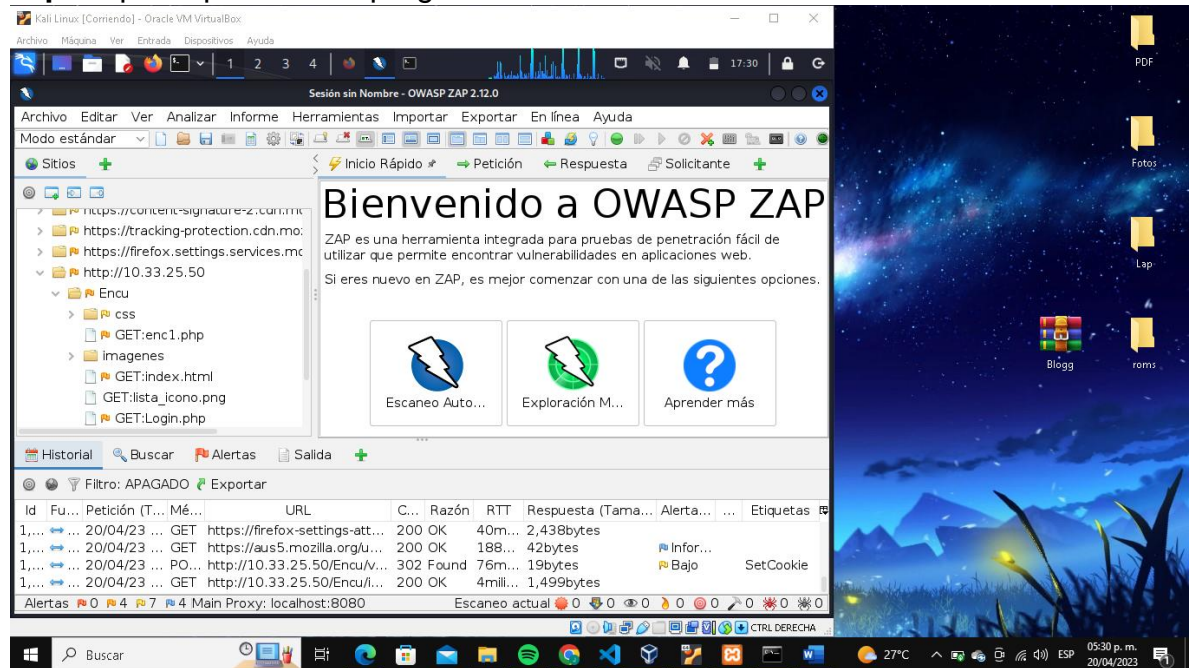 Kali Linux [Corriendo] - Oracle VM VirtualBox
Archivo Máquina Ver Entrada Dispositivos Ayuda
1 2 3 4 17:30
Sesión sin Nombre - OWASP ZAP 2.12.0
Archivo Editar Ver Analizar Informe Herramientas Importar Exportar En línea Ayuda
Modo estándar
Sitios
Inicio Rápido Petición Respuesta Solicitante
https://content-signature-2.cdn.mo
https://tracking-protection.cdn.moz
https://firefox.settings.services.mo
http://10.33.25.50
Encu
css
GET:enc1.php
imagenes
GET:index.html
GET:lista_icono.png
GET:Login.php
Bienvenido a OWASP ZAP
ZAP es una herramienta integrada para pruebas de penetración fácil de
utilizar que permite encontrar vulnerabilidades en aplicaciones web.
Si eres nuevo en ZAP, es mejor comenzar con una de las siguientes opciones.
Escaneo Auto... Exploración M... Aprender más
Historial Buscar Alertas Salida
Filtro: APAGADO Exportar
Id Fu... Petición (T... Mé... URL C... Razón RTT Respuesta (Tama... Alerta... ... Etiquetas
1,... ... 20/04/23 ... GET https://firefox-settings-att... 200 OK 40m... 2,438bytes
1,... ... 20/04/23 ... GET https://aus5.mozilla.org/u... 200 OK 188... 42bytes Infor...
1,... ... 20/04/23 ... PO... http://10.33.25.50/Encu/v... 302 Found 76m... 19bytes Bajo SetCookie
1,... ... 20/04/23 ... GET http://10.33.25.50/Encu/i... 200 OK 4mili... 1,499bytes
Alertas 0 4 7 4 Main Proxy: localhost:8080 Escaneo actual 0 0 0 0 0 0 0 0
CTRL DERECHA
PDF
Fotos
Lap
Blogg
roms
Buscar
27°C ESP 05:30 p. m.
20/04/2023